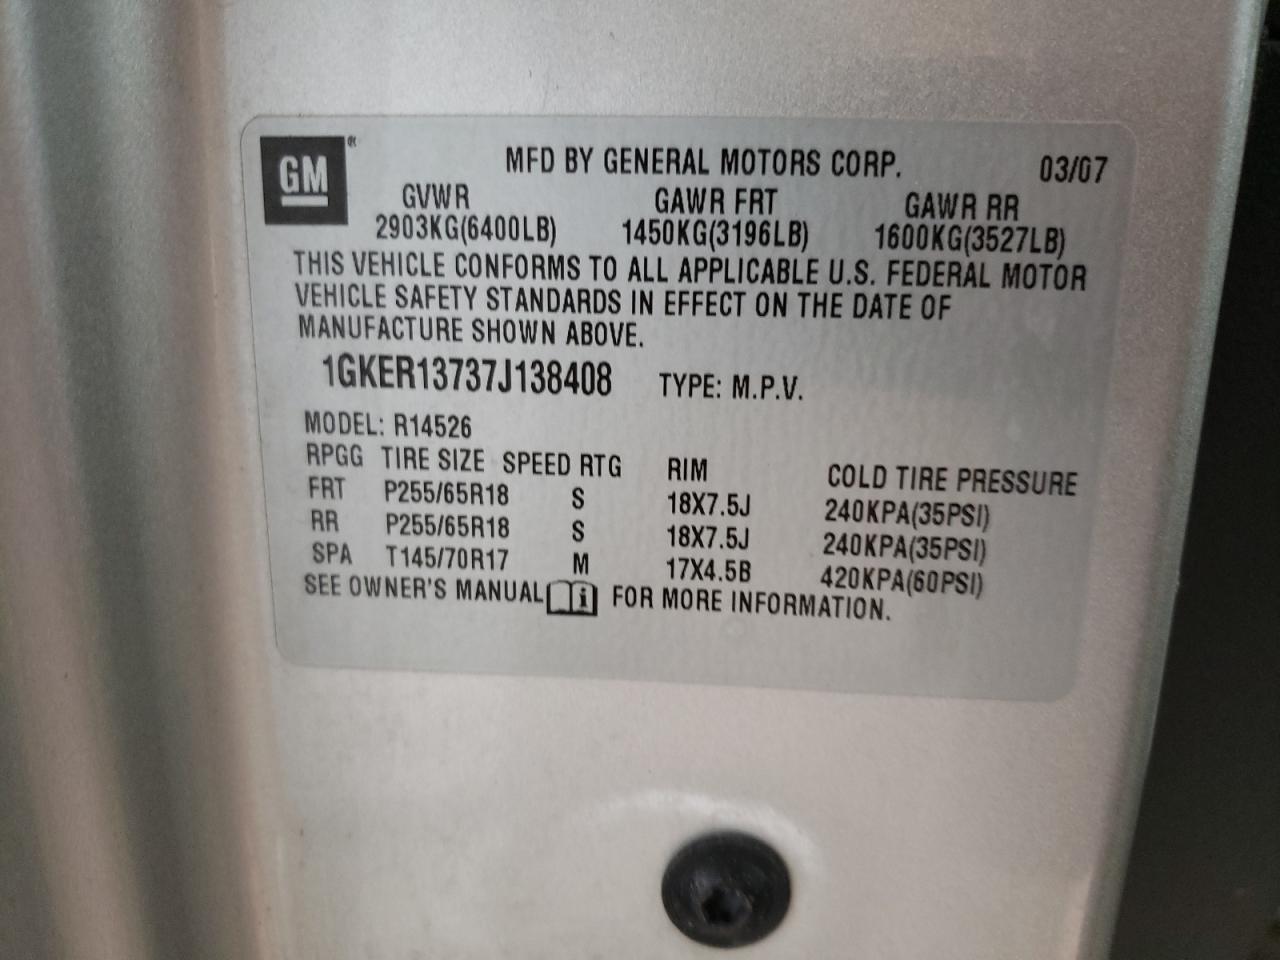 GM®
MFD BY GENERAL MOTORS CORP. 03/07
GVWR GAWR FRT GAWR RR
2903KG(6400LB) 1450KG(3196LB) 1600KG(3527LB)
THIS VEHICLE CONFORMS TO ALL APPLICABLE U.S. FEDERAL MOTOR
VEHICLE SAFETY STANDARDS IN EFFECT ON THE DATE OF
MANUFACTURE SHOWN ABOVE.
1GKER13737J138408 TYPE: M.P.V.
MODEL: R14526
RPGG TIRE SIZE SPEED RTG RIM COLD TIRE PRESSURE
FRT P255/65R18 S 18X7.5J 240KPA(35PSI)
RR P255/65R18 S 18X7.5J 240KPA(35PSI)
SPA T145/70R17 M 17X4.5B 420KPA(60PSI)
SEE OWNER'S MANUAL i FOR MORE INFORMATION.